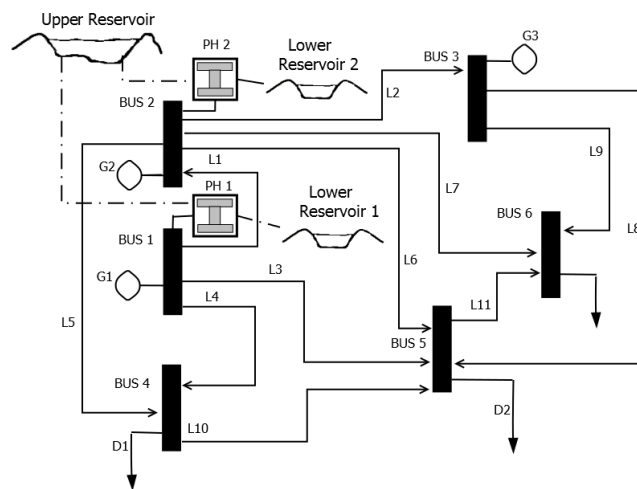 Upper Reservoir
PH 2
Lower
Reservoir 2
BUS 3
G3
BUS 2
L2
L9
L1
G2
L7
PH 1
Lower
Reservoir 1
BUS 6
BUS 1
L8
L6
G1
L3
L4
L11
L5
BUS 5
BUS 4
D2
L10
D1